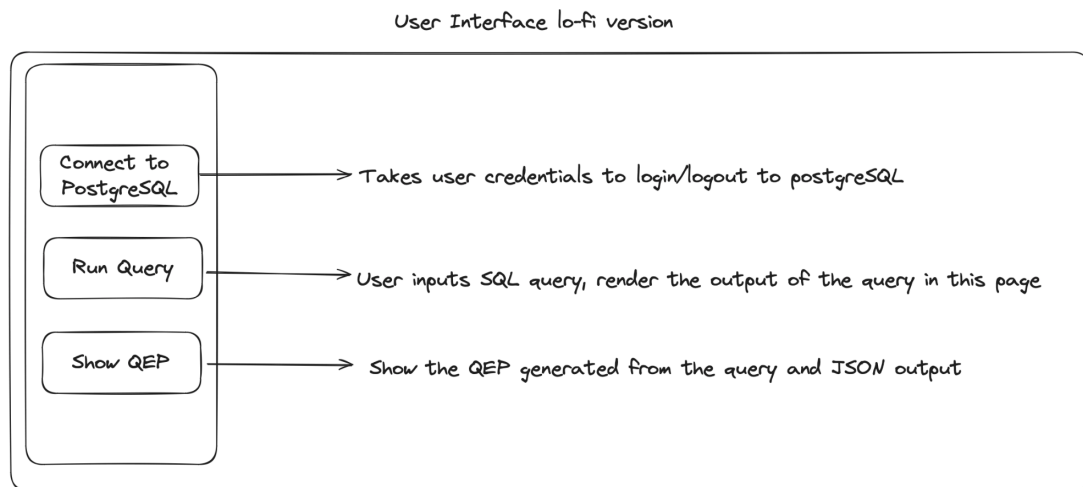 User Interface lo-fi version
Connect to
PostgreSQL
Takes user credentials to login/logout to postgreSQL
Run Query
User inputs SQL query, render the output of the query in this page
Show QEP
Show the QEP generated from the query and JSON output